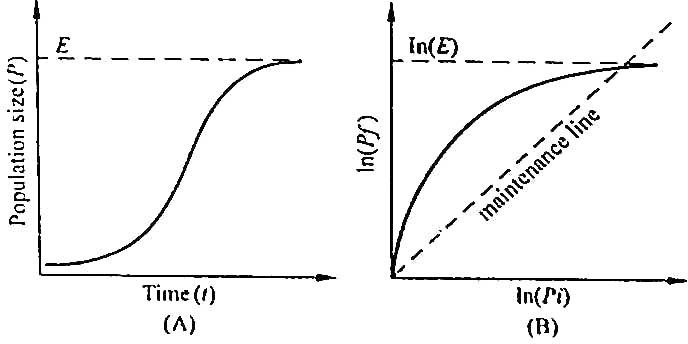 E
Population size(P)
Time(t)
(A)
ln(E)
ln(Pf)
maintenance line
ln(Pi)
(B)